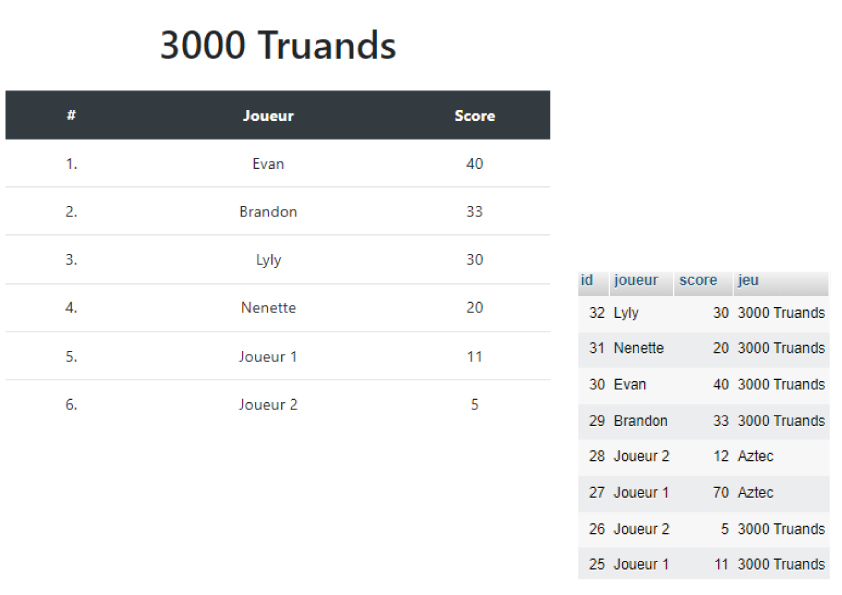 3000 Truands
# Joueur Score
1. Evan 40
2. Brandon 33
3. Lyly 30
4. Nenette 20
5. Joueur 1 11
6. Joueur 2 5
id joueur score jeu
32 Lyly 30 3000 Truands
31 Nenette 20 3000 Truands
30 Evan 40 3000 Truands
29 Brandon 33 3000 Truands
28 Joueur 2 12 Aztec
27 Joueur 1 70 Aztec
26 Joueur 2 5 3000 Truands
25 Joueur 1 11 3000 Truands